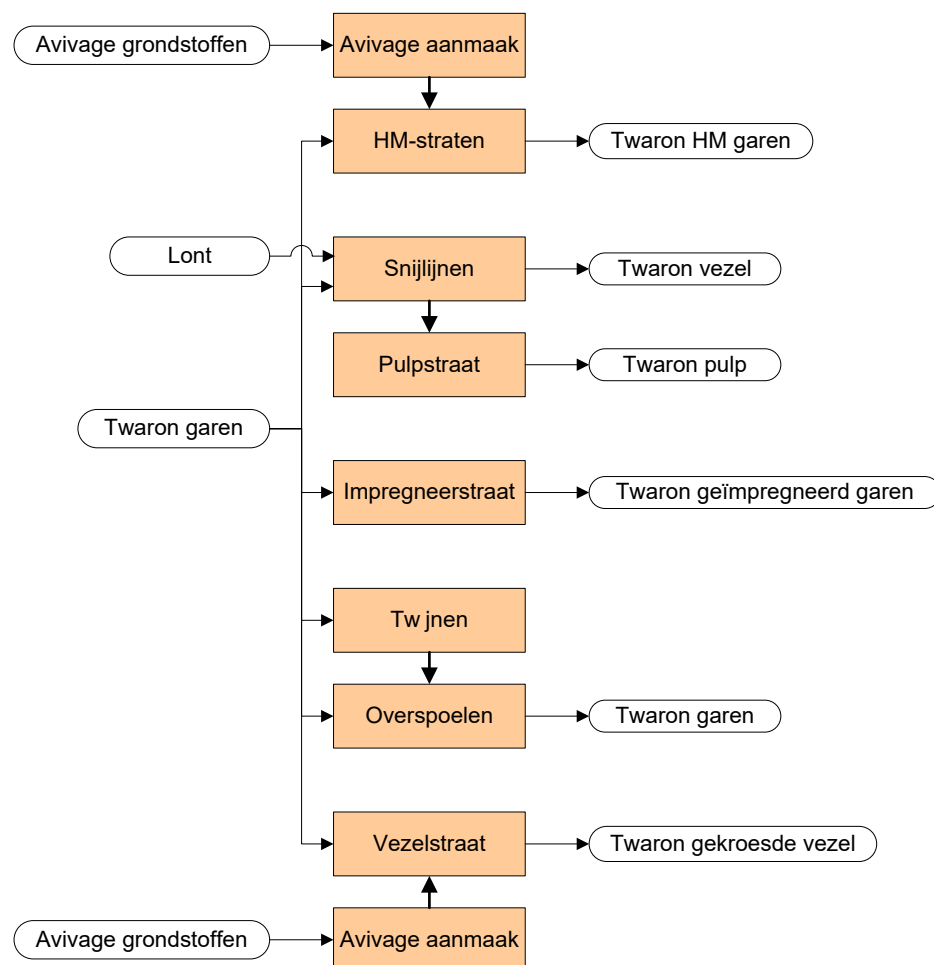 Avivage grondstoffen
Avivage aanmaak
HM-straten
Twaron HM garen
Lont
Snijlijnen
Twaron vezel
Pulpstraat
Twaron pulp
Twaron garen
Impregneerstraat
Twaron geïmpregneerd garen
Tw jnen
Overspoelen
Twaron garen
Vezelstraat
Twaron gekroesde vezel
Avivage grondstoffen
Avivage aanmaak